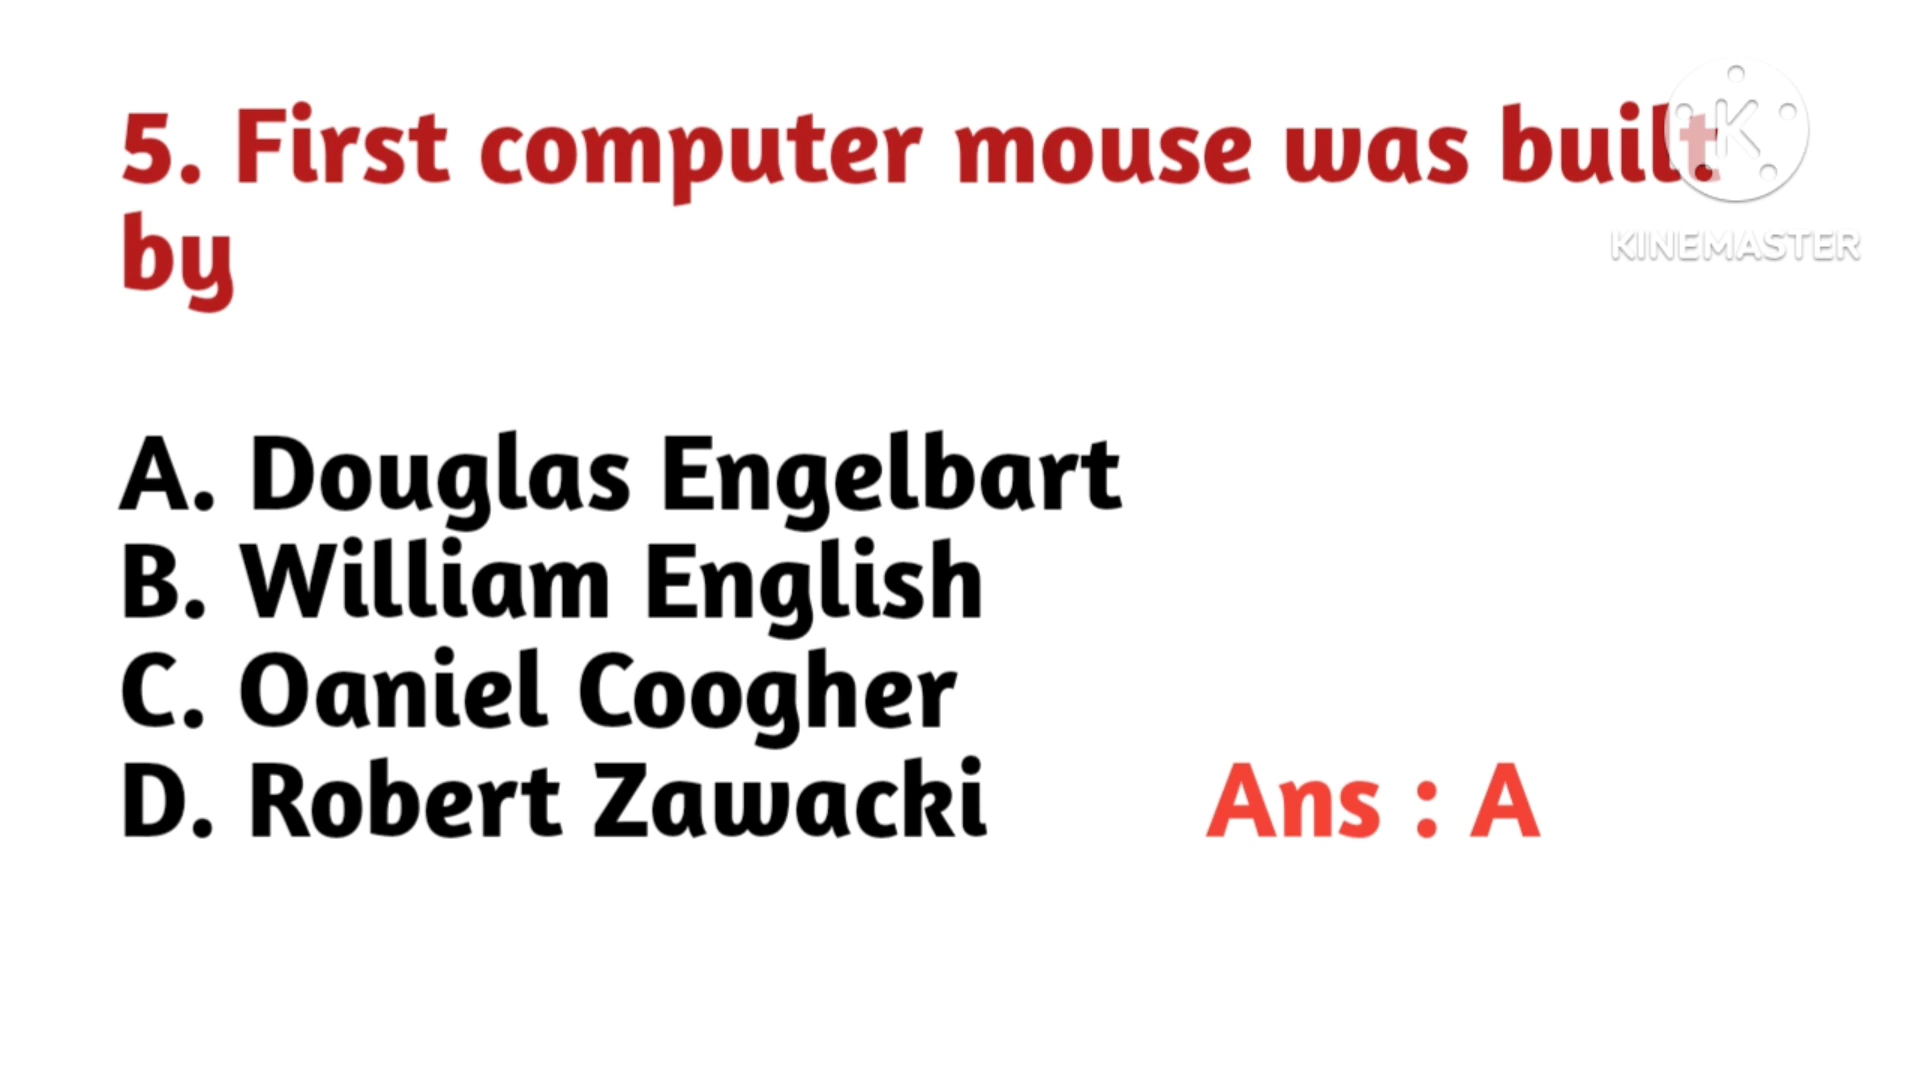 5. First computer mouse was built
by
KINEMASTER
A. Douglas Engelbart
B. William English
C. Oaniel Coogher
D. Robert Zawacki
Ans : A